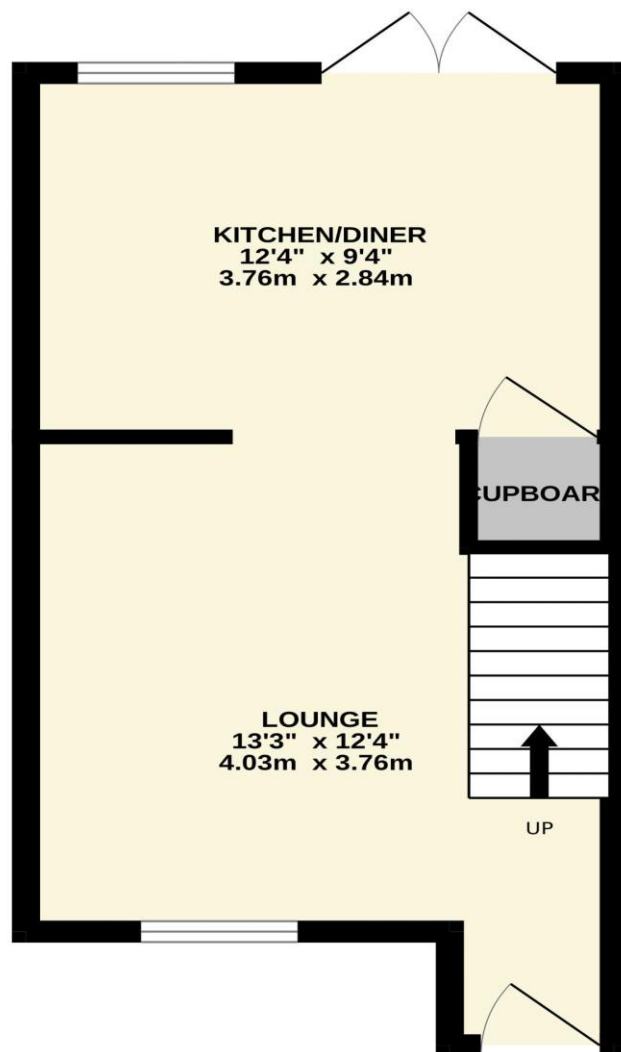 KITCHEN/DINER
12'4" x 9'4"
3.76m x 2.84m
CUPBOAR
LOUNGE
13'3" x 12'4"
4.03m x 3.76m
UP